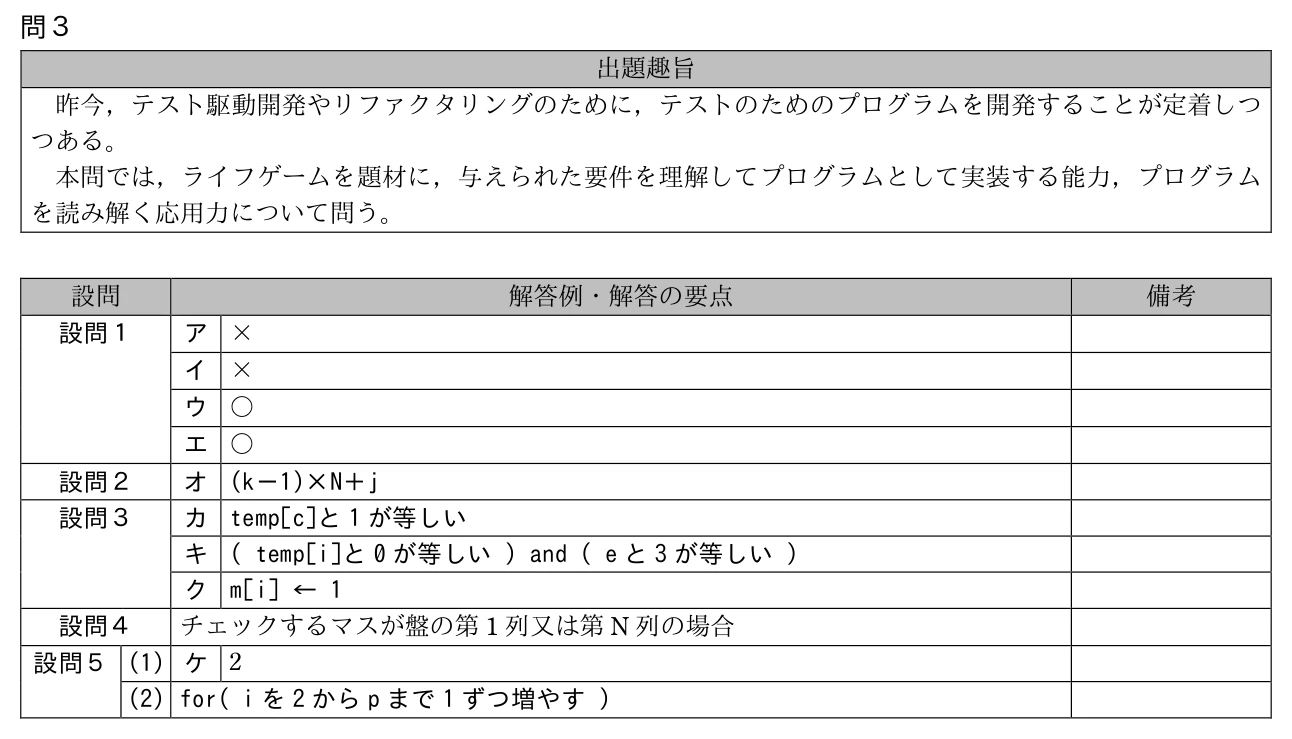 問3
出題趣旨
昨今，テスト駆動開発やリファクタリングのために，テストのためのプログラムを開発することが定着しつ
つある。
本問では，ライフゲームを題材に，与えられた要件を理解してプログラムとして実装する能力，プログラム
を読み解く応用力について問う。
設問 解答例・解答の要点 備考
設問1 ア ×
イ ×
ウ ○
エ ○
設問2 オ (k－1)×N＋j
設問3 カ temp[c]と1が等しい
キ ( temp[i]と0が等しい ) and ( eと3が等しい )
ク m[i] ← 1
設問4 チェックするマスが盤の第1列又は第N列の場合
設問5 (1) ケ 2
(2) for( iを2からpまで1ずつ増やす )